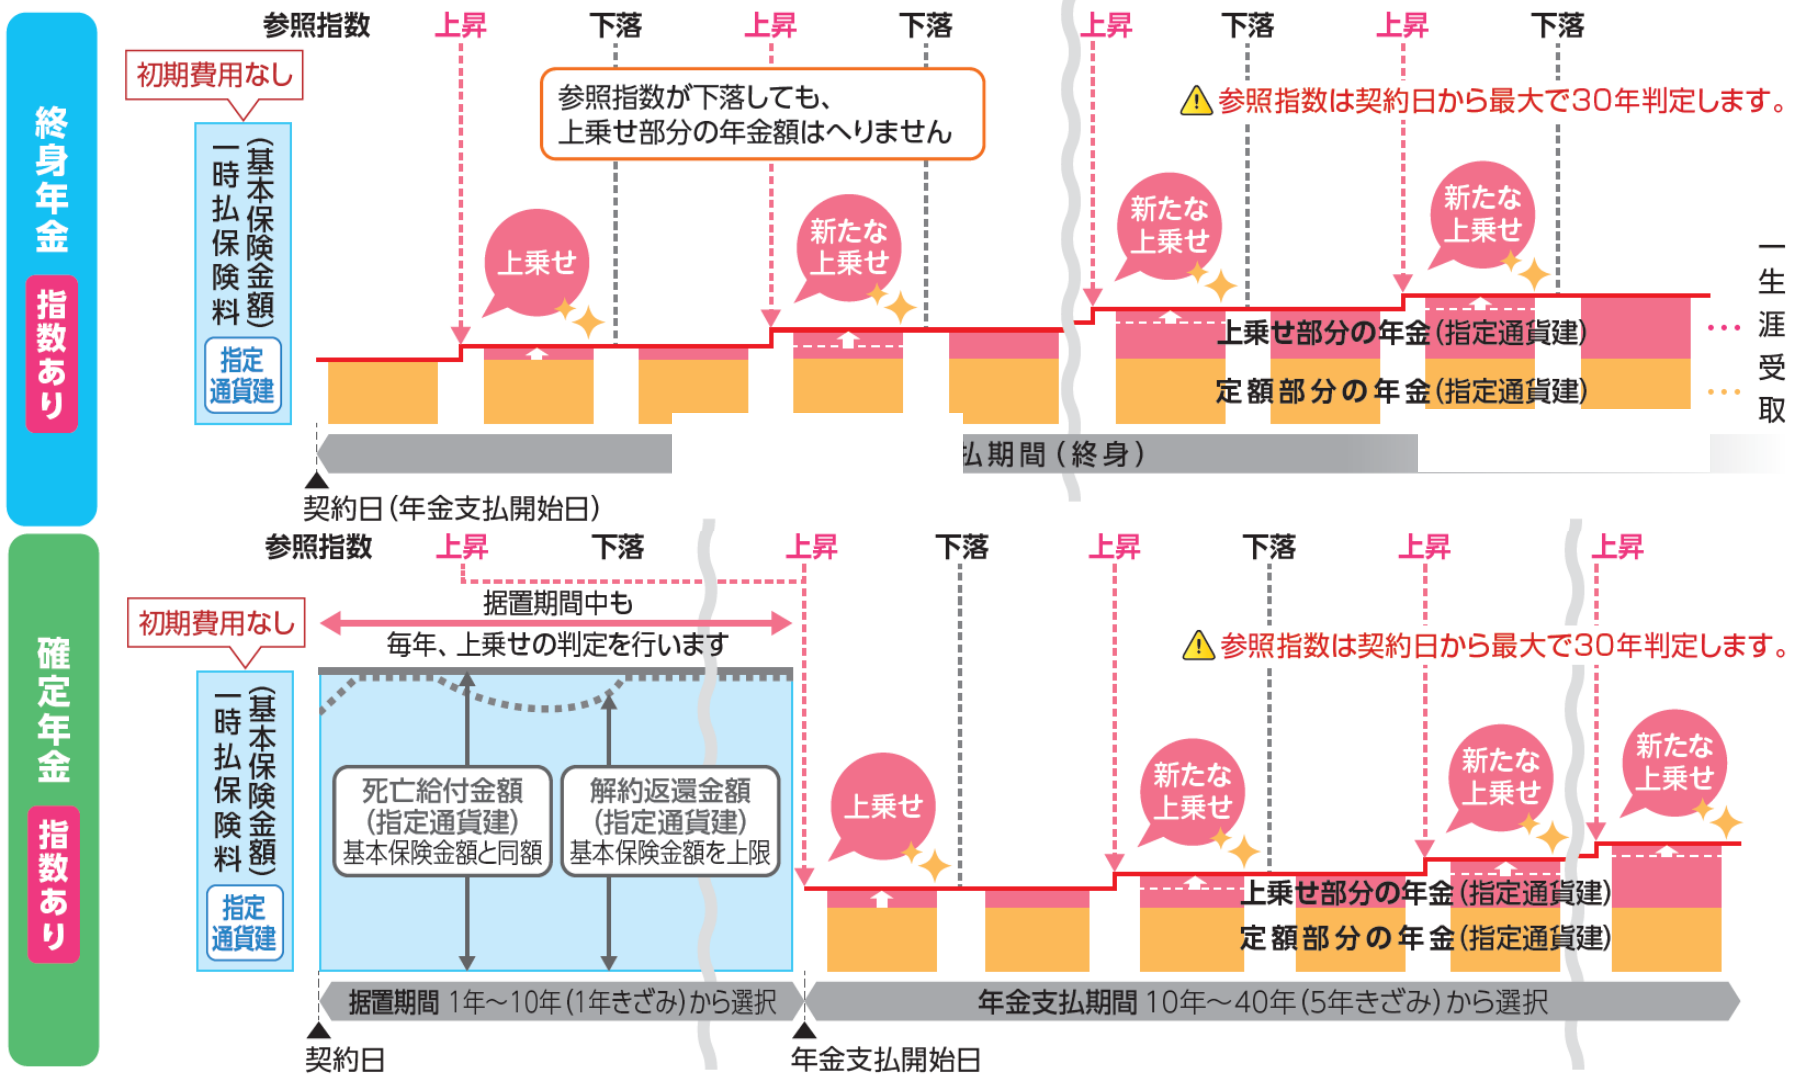 終身年金
指数あり
参照指数
上昇
下落
上昇
下落
上昇
下落
上昇
下落
初期費用なし
参照指数が下落しても、
上乗せ部分の年金額はへりません
参照指数は契約日から最大で30年判定します。
一時払保険料
(基本保険金額)
指定
通貨建
上乗せ
新たな
上乗せ
新たな
上乗せ
新たな
上乗せ
上乗せ部分の年金(指定通貨建)
定額部分の年金(指定通貨建)
…
…
一生涯受取
払期間(終身)
契約日(年金支払開始日)
確定年金
指数あり
参照指数
上昇
下落
上昇
下落
上昇
下落
上昇
上昇
初期費用なし
据置期間中も
毎年、上乗せの判定を行います
参照指数は契約日から最大で30年判定します。
一時払保険料
(基本保険金額)
指定
通貨建
死亡給付金額
(指定通貨建)
基本保険金額と同額
解約返還金額
(指定通貨建)
基本保険金額を上限
上乗せ
新たな
上乗せ
新たな
上乗せ
新たな
上乗せ
上乗せ部分の年金(指定通貨建)
定額部分の年金(指定通貨建)
据置期間 1年～10年(1年きざみ)から選択
年金支払期間 10年～40年(5年きざみ)から選択
契約日
年金支払開始日